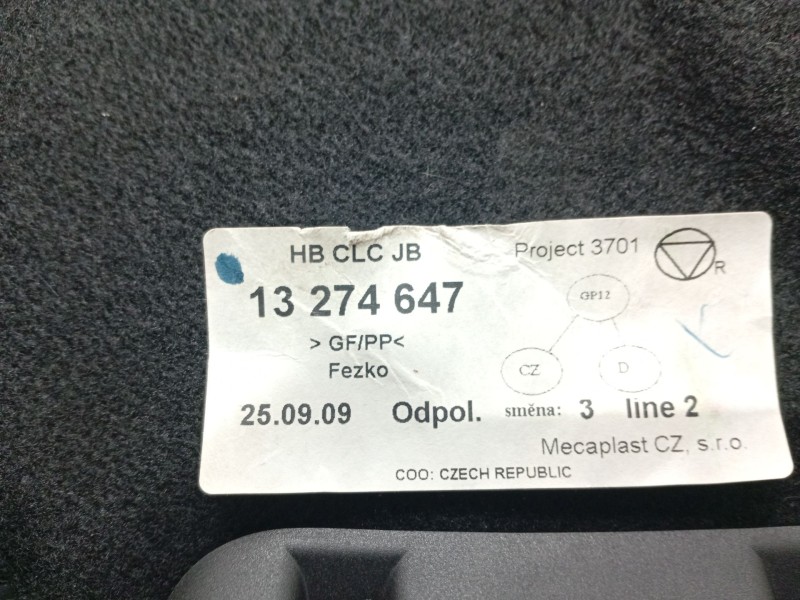 HB CLC JB Project 3701
R
13 274 647
GP12
> GF/PP<
Fezko
CZ D
25.09.09 Odpol. směna: 3 line 2
Mecaplast CZ, s.r.o.
COO: CZECH REPUBLIC